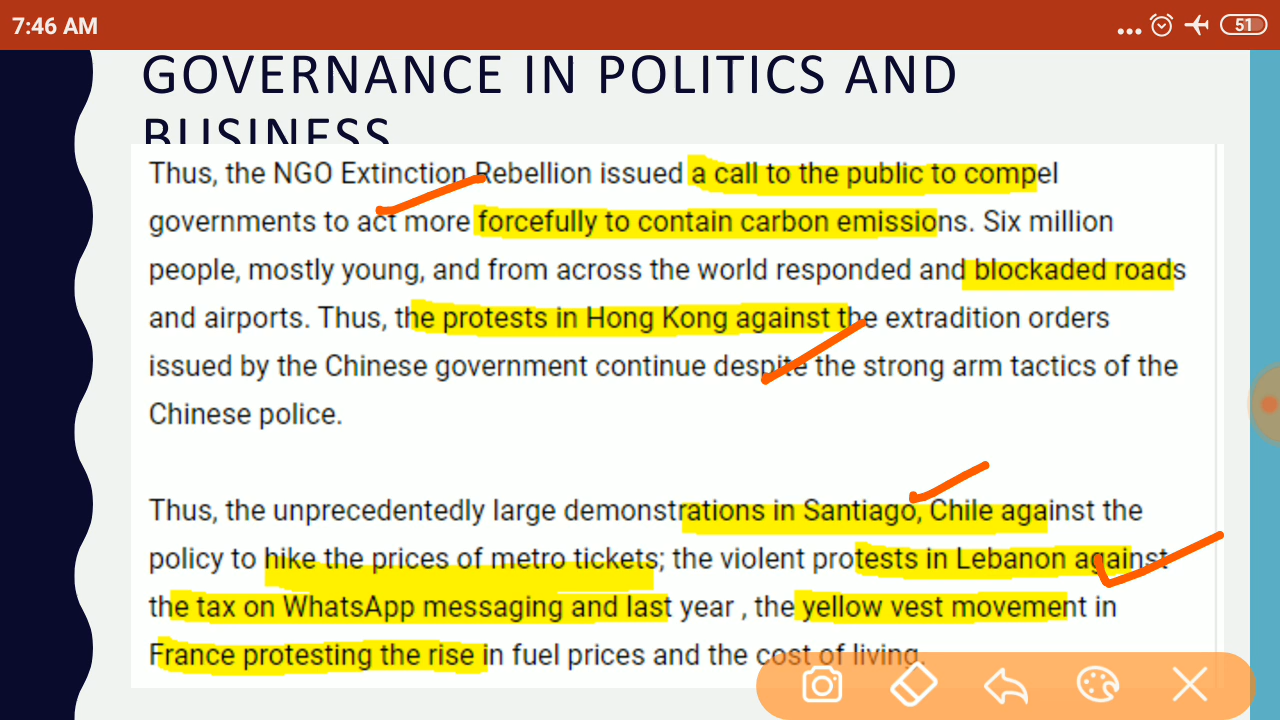 7:46 AM
51
GOVERNANCE IN POLITICS AND
BUSINESS
Thus, the NGO Extinction Rebellion issued a call to the public to compel
governments to act more forcefully to contain carbon emissions. Six million
people, mostly young, and from across the world responded and blockaded roads
and airports. Thus, the protests in Hong Kong against the extradition orders
issued by the Chinese government continue despite the strong arm tactics of the
Chinese police.
Thus, the unprecedentedly large demonstrations in Santiago, Chile against the
policy to hike the prices of metro tickets; the violent protests in Lebanon against
the tax on WhatsApp messaging and last year , the yellow vest movement in
France protesting the rise in fuel prices and the cost of living.